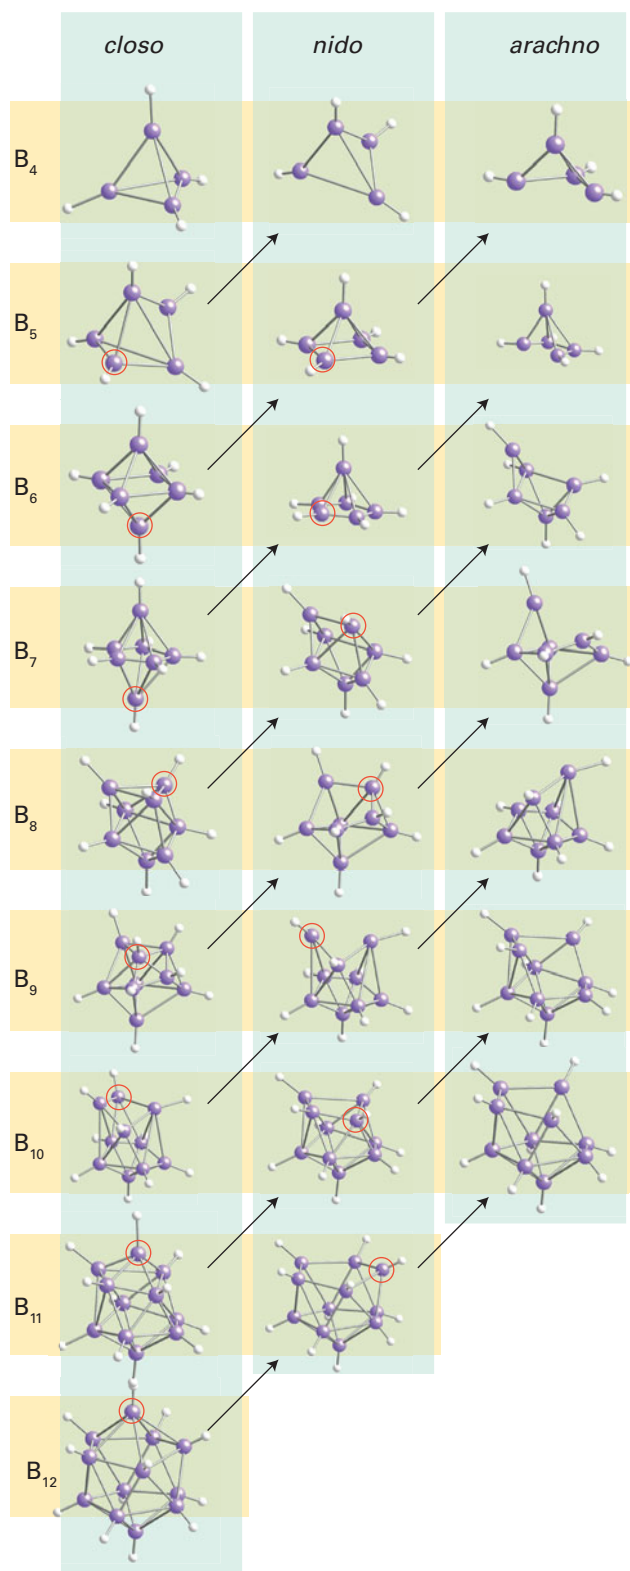 closo nido arachno
B₄
B₅
B₆
B₇
B₈
B₉
B₁₀
B₁₁
B₁₂